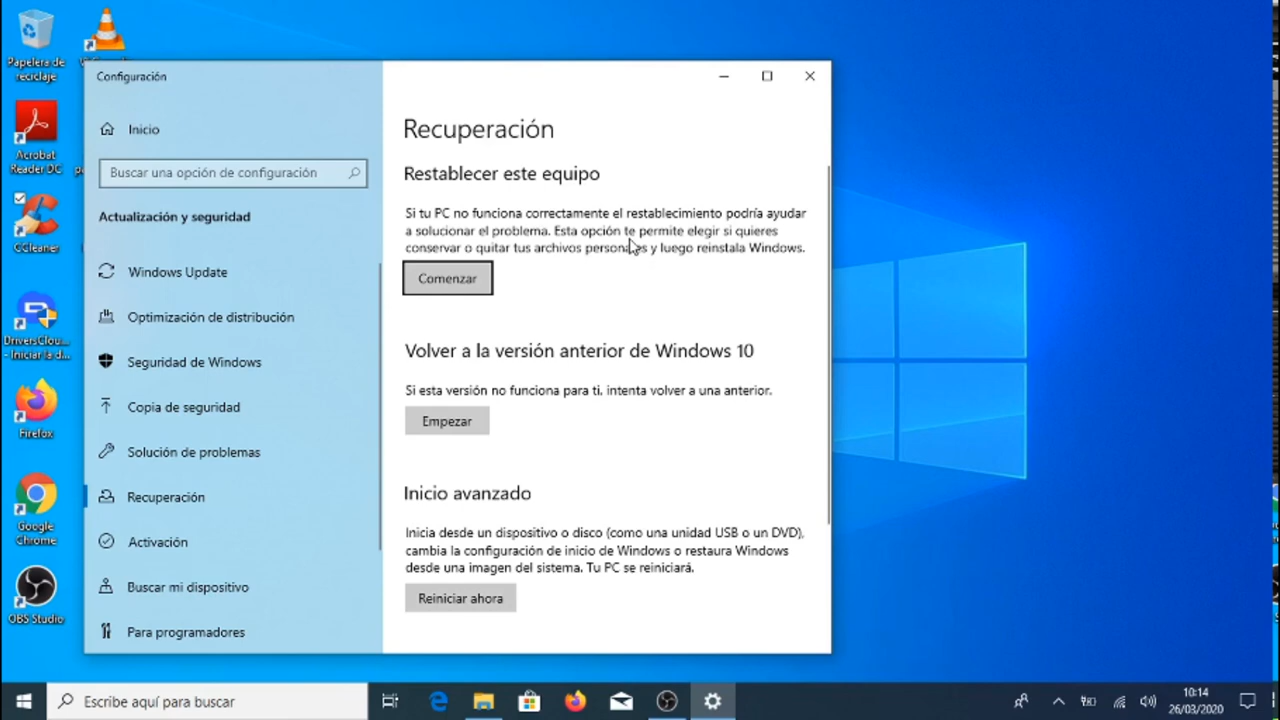 Papelera de
reciclaje
Acrobat
Reader DC
CCleaner
DriversClou...
- Iniciar la d...
Firefox
Google
Chrome
OBS Studio
Configuración
Inicio
Buscar una opción de configuración
Actualización y seguridad
Windows Update
Optimización de distribución
Seguridad de Windows
Copia de seguridad
Solución de problemas
Recuperación
Activación
Buscar mi dispositivo
Para programadores
Recuperación
Restablecer este equipo
Si tu PC no funciona correctamente el restablecimiento podría ayudar
a solucionar el problema. Esta opción te permite elegir si quieres
conservar o quitar tus archivos personales y luego reinstala Windows.
Comenzar
Volver a la versión anterior de Windows 10
Si esta versión no funciona para ti, intenta volver a una anterior.
Empezar
Inicio avanzado
Inicia desde un dispositivo o disco (como una unidad USB o un DVD),
cambia la configuración de inicio de Windows o restaura Windows
desde una imagen del sistema. Tu PC se reiniciará.
Reiniciar ahora
Escribe aquí para buscar
10:14
26/03/2020